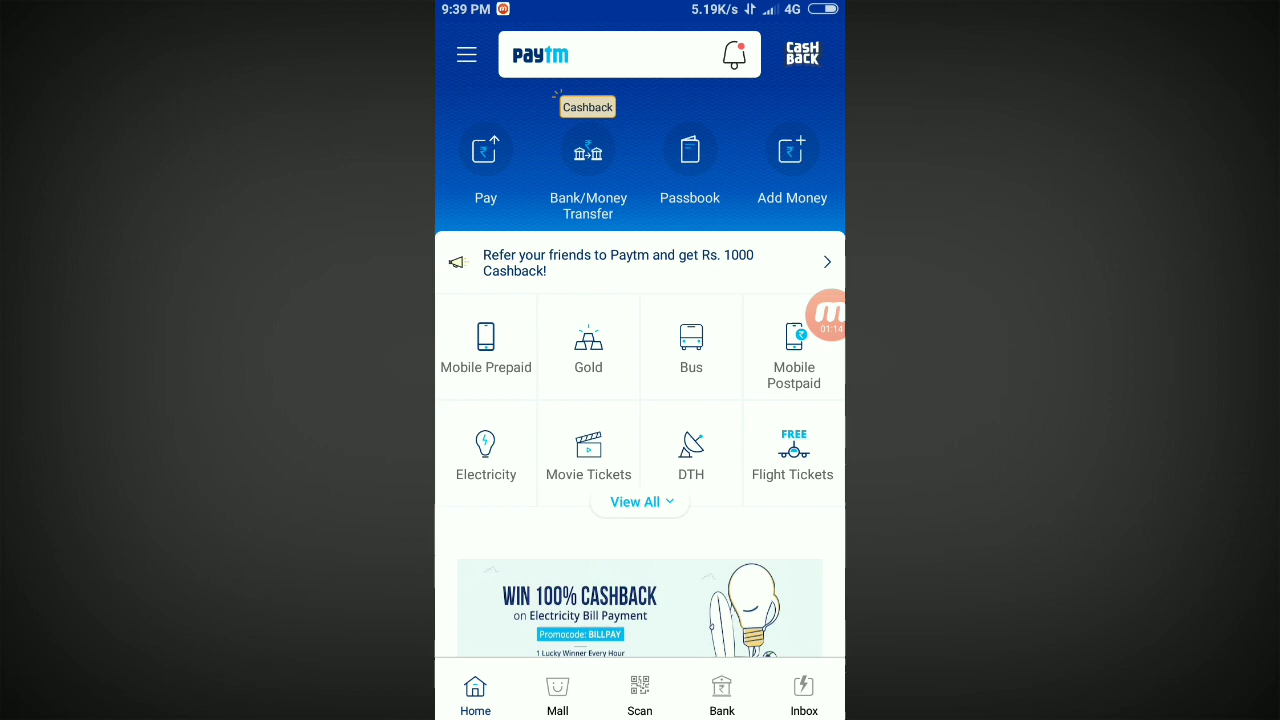 9:39 PM
5.19K/s 4G
paytm
CASH
BACK
Cashback
Pay
Bank/Money
Transfer
Passbook
Add Money
Refer your friends to Paytm and get Rs. 1000
Cashback!
01:14
Mobile Prepaid
Gold
Bus
Mobile
Postpaid
FREE
Electricity
Movie Tickets
DTH
Flight Tickets
View All
WIN 100% CASHBACK
on Electricity Bill Payment
Promocode: BILLPAY
1 Lucky Winner Every Hour
Home
Mall
Scan
Bank
Inbox